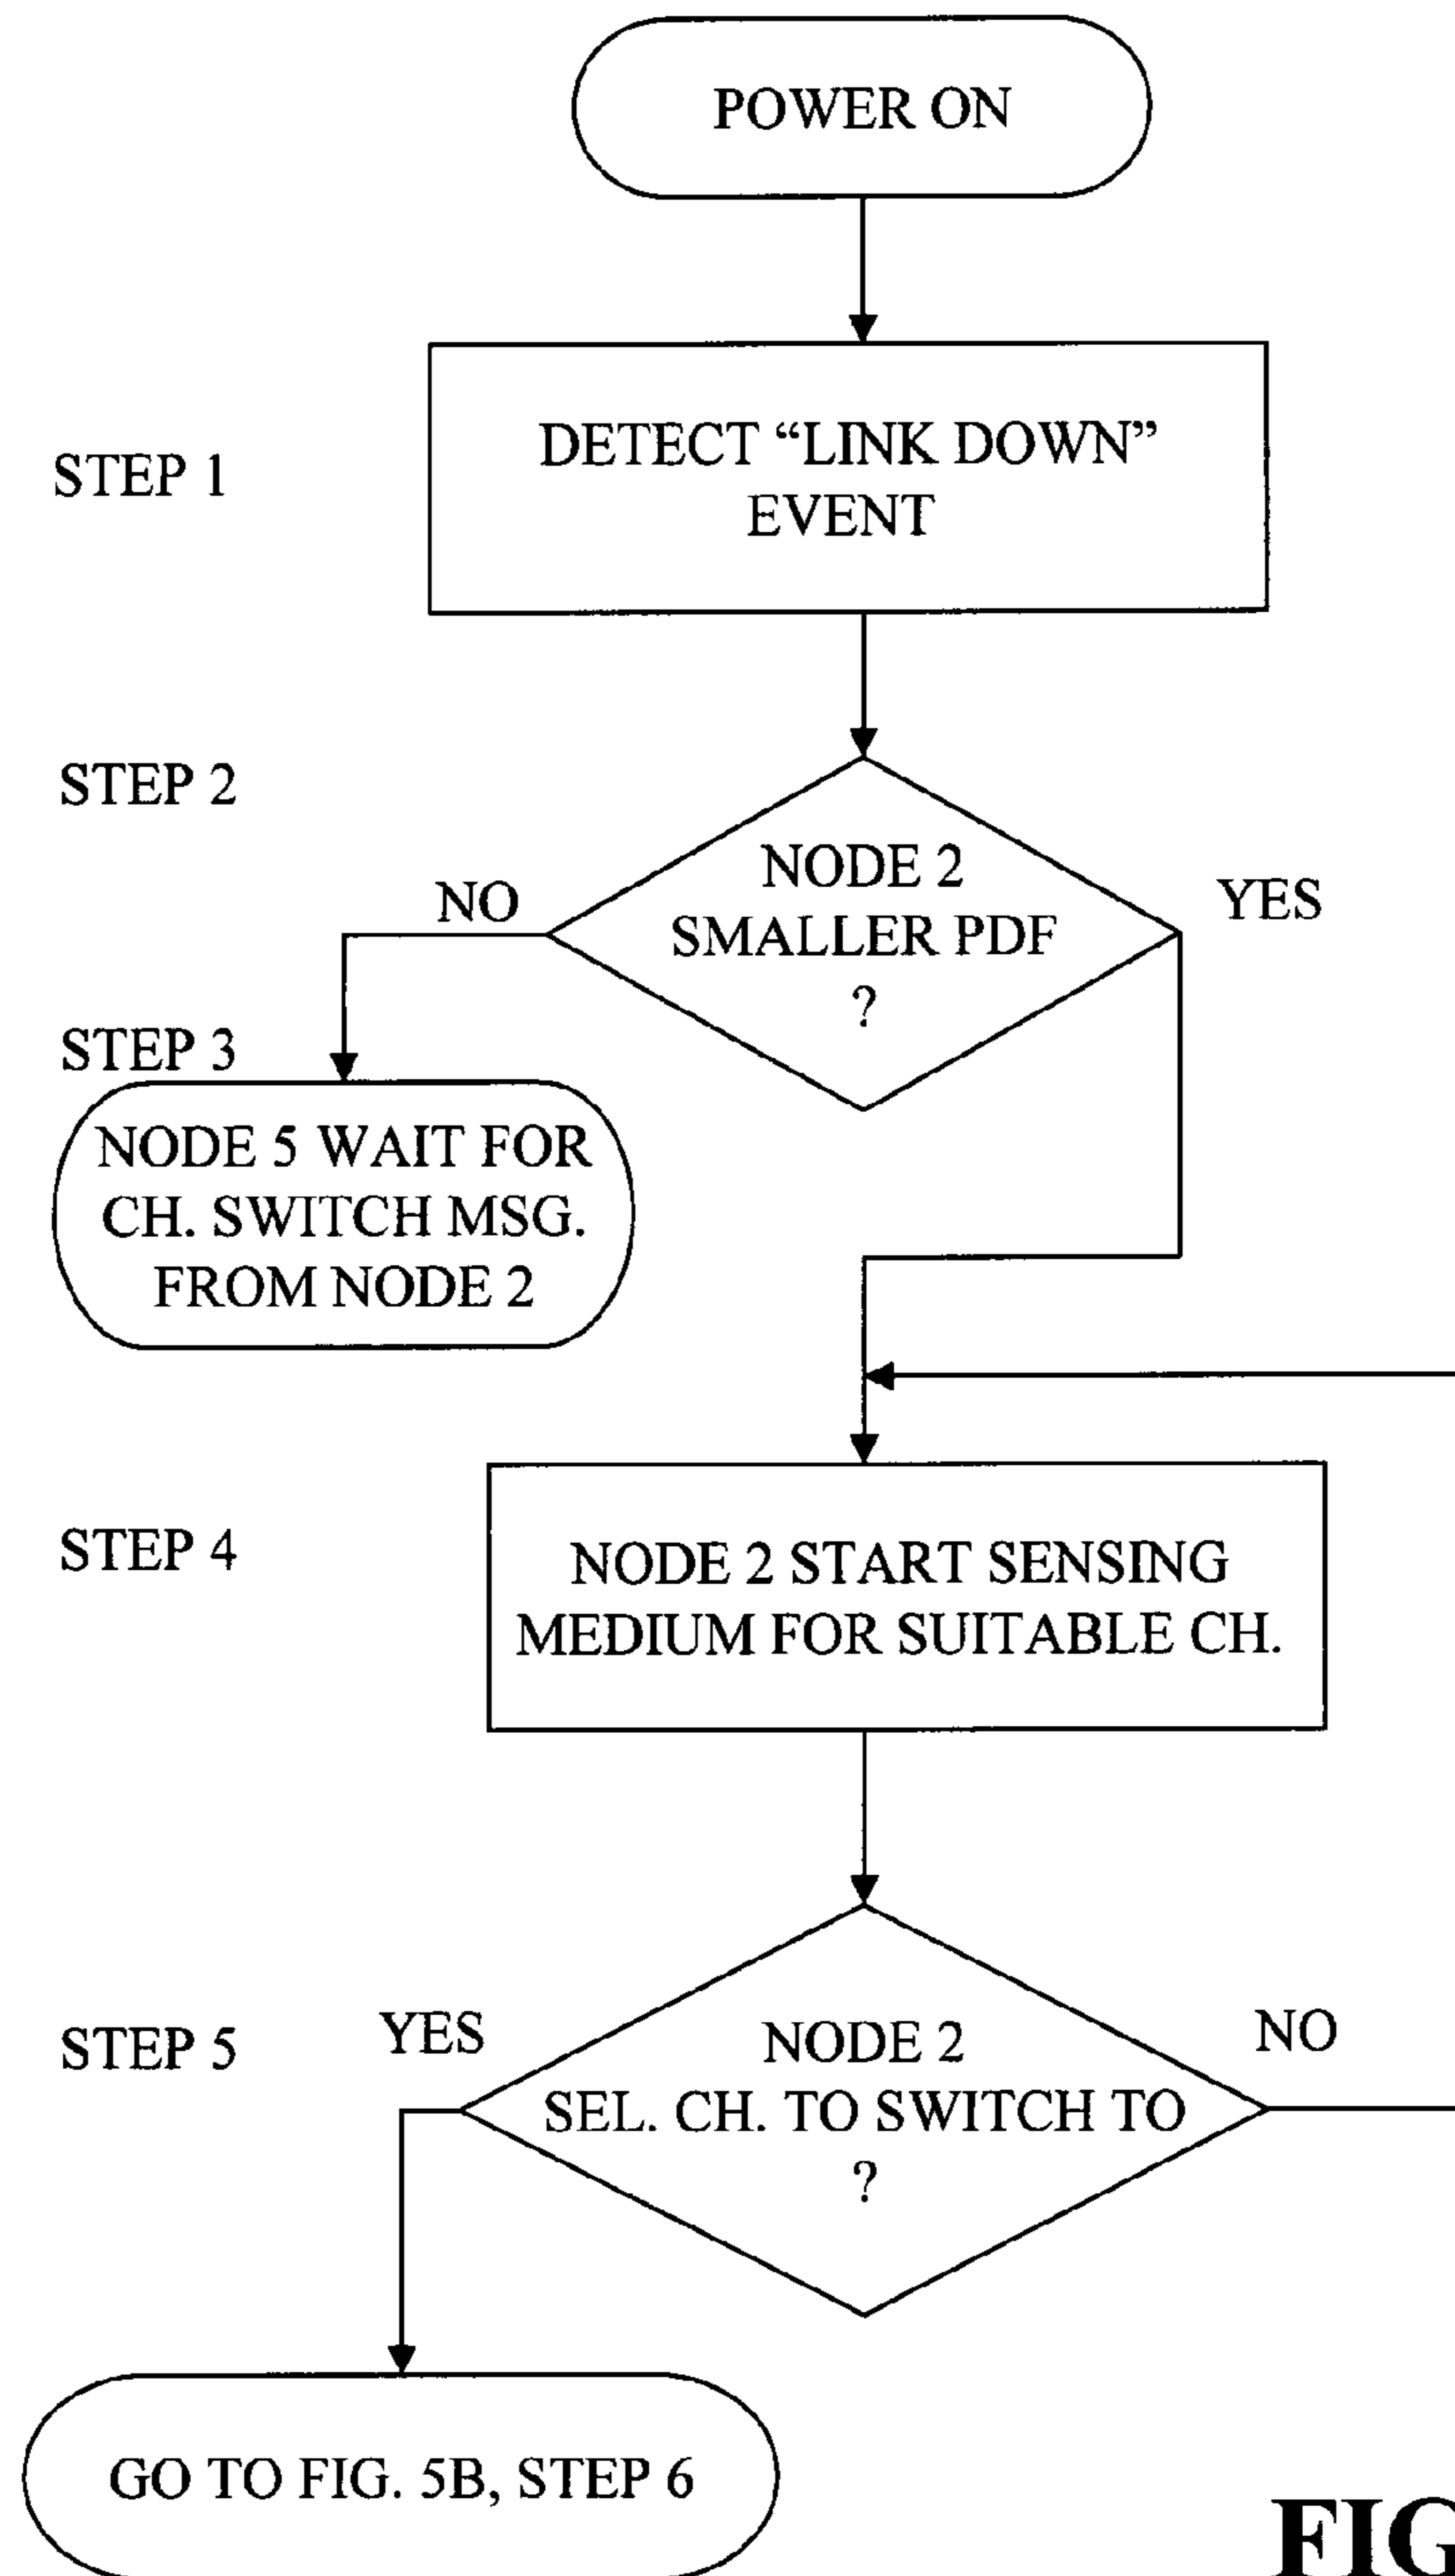 POWER ON
STEP 1
DETECT “LINK DOWN”
EVENT
STEP 2
NODE 2
SMALLER PDF
?
NO
YES
STEP 3
NODE 5 WAIT FOR
CH. SWITCH MSG.
FROM NODE 2
STEP 4
NODE 2 START SENSING
MEDIUM FOR SUITABLE CH.
STEP 5
YES
NODE 2
SEL. CH. TO SWITCH TO
?
NO
GO TO FIG. 5B, STEP 6
FIG